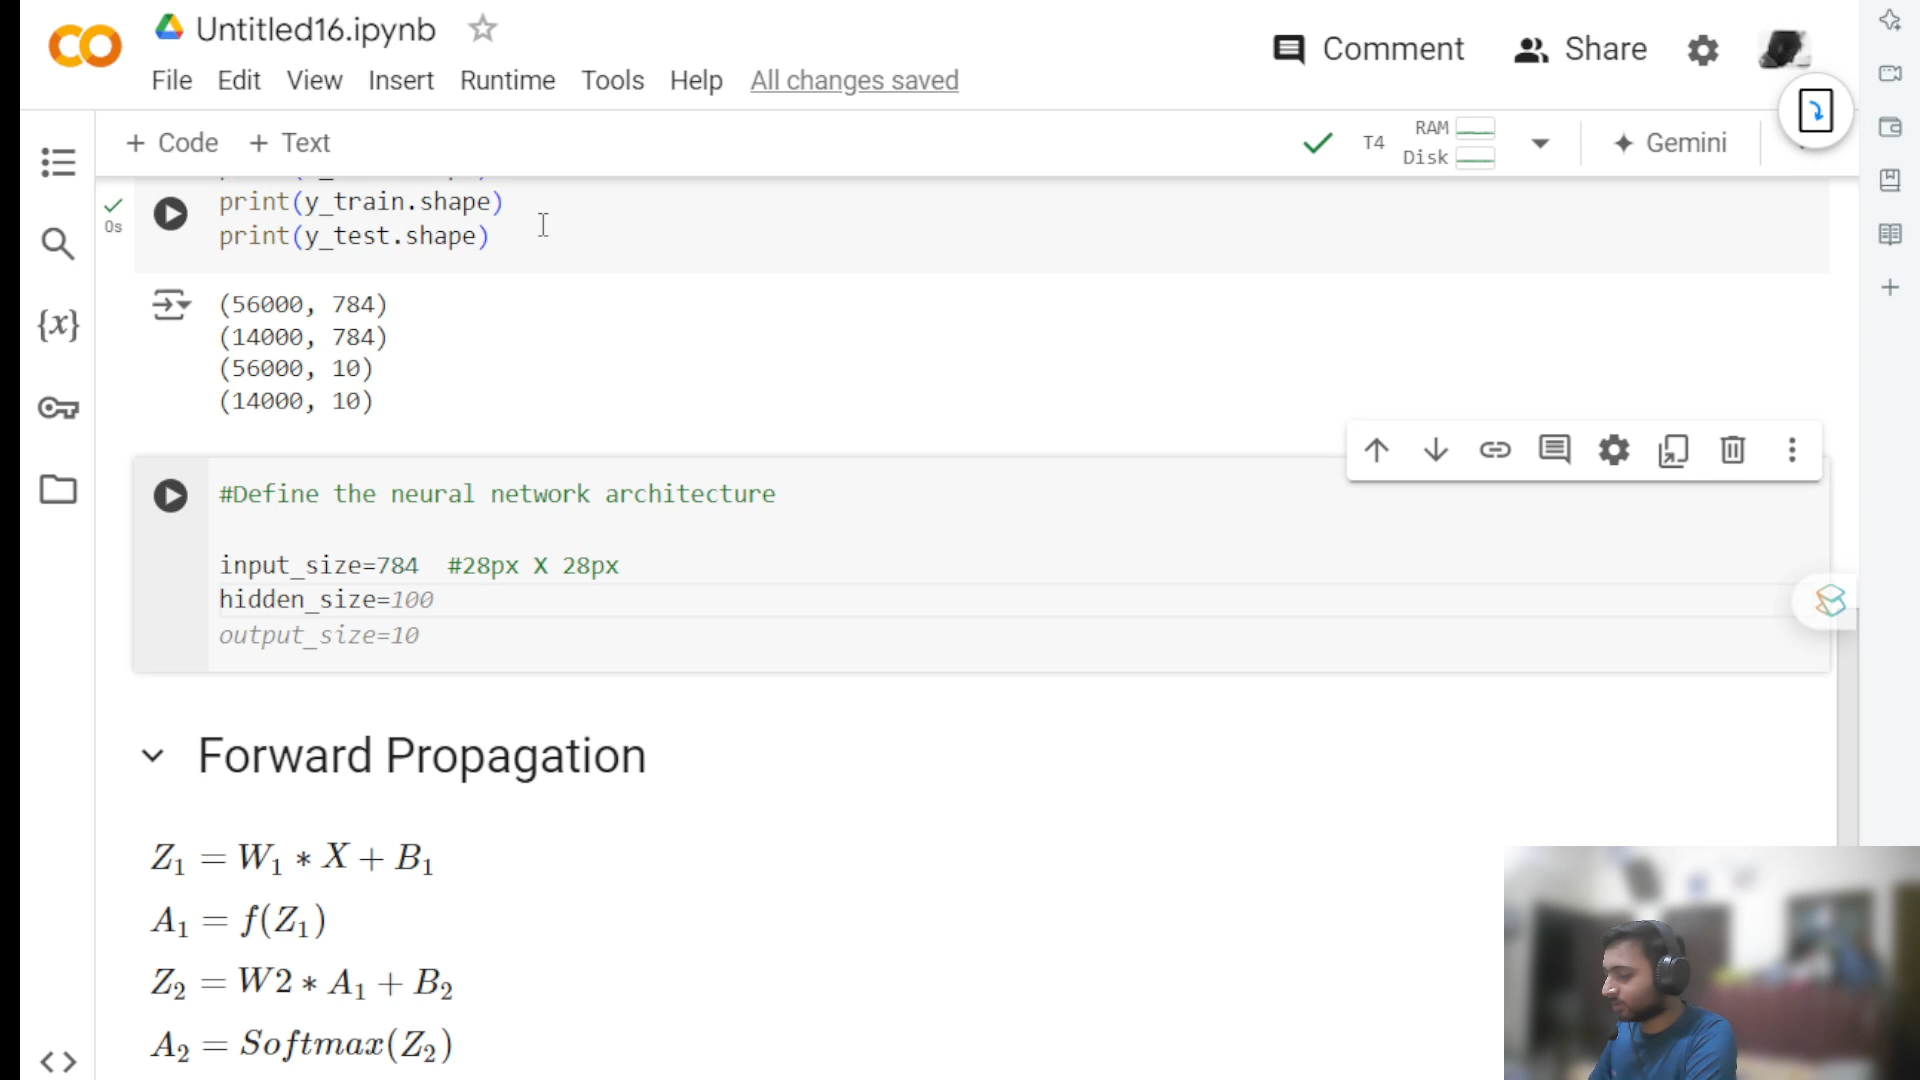 Untitled16.ipynb
Comment
Share
File Edit View Insert Runtime Tools Help All changes saved
+ Code + Text
T4
RAM
Disk
Gemini
print(y_train.shape)
0s
print(y_test.shape)
(56000, 784)
(14000, 784)
(56000, 10)
(14000, 10)
{x}
#Define the neural network architecture
input_size=784 #28px X 28px
hidden_size=100
output_size=10
Forward Propagation
Z₁ = W₁ * X + B₁
A₁ = f(Z₁)
Z₂ = W2 * A₁ + B₂
A₂ = Softmax(Z₂)